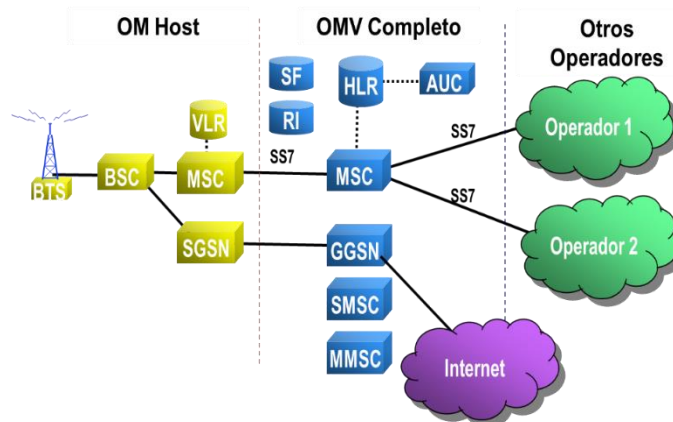 OM Host
OMV Completo
Otros
Operadores
SF
HLR
AUC
RI
VLR
BTS
BSC
MSC
SS7
MSC
SS7
SS7
Operador 1
Operador 2
SGSN
GGSN
SMSC
MMSC
Internet